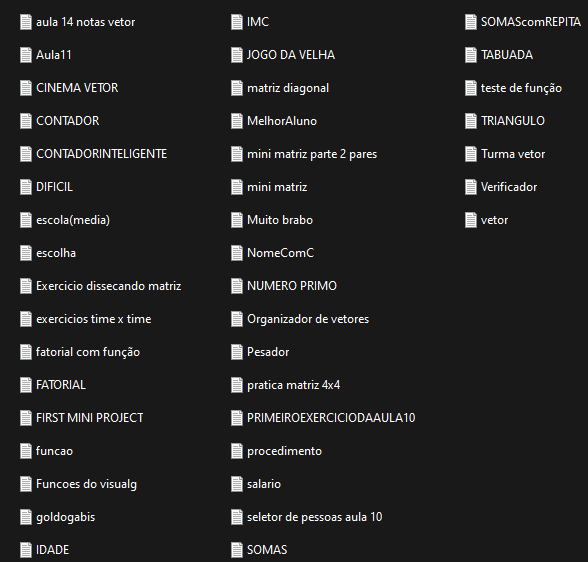 aula 14 notas vetor
Aula11
CINEMA VETOR
CONTADOR
CONTADORINTELIGENTE
DIFICIL
escola(media)
escolha
Exercicio dissecando matriz
exercicios time x time
fatorial com função
FATORIAL
FIRST MINI PROJECT
funcao
Funcoes do visualg
goldogabis
IDADE
IMC
JOGO DA VELHA
matriz diagonal
MelhorAluno
mini matriz parte 2 pares
mini matriz
Muito brabo
NomeComC
NUMERO PRIMO
Organizador de vetores
Pesador
pratica matriz 4x4
PRIMEIROEXERCICIODAAULA10
procedimento
salario
seletor de pessoas aula 10
SOMAS
SOMAScomREPITA
TABUADA
teste de função
TRIANGULO
Turma vetor
Verificador
vetor